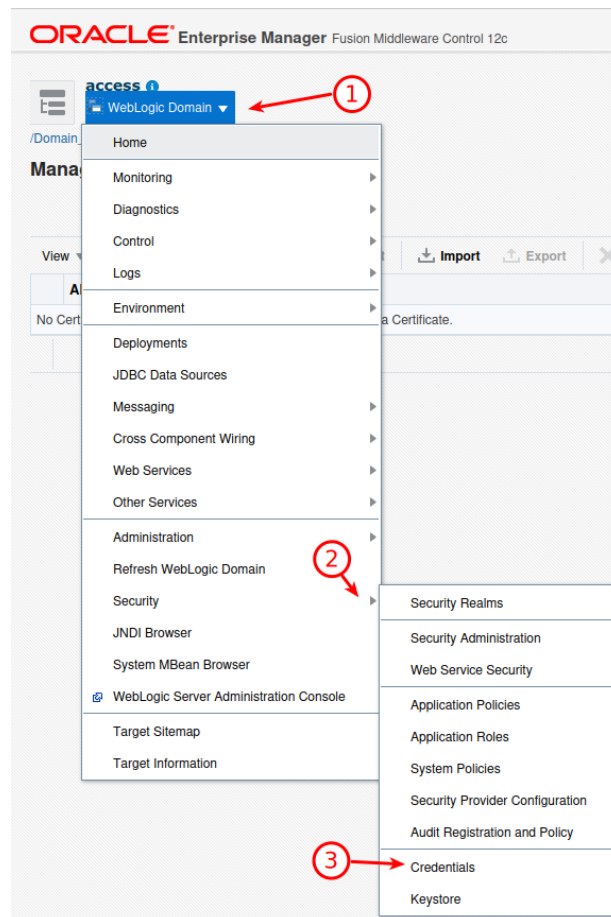 ORACLE Enterprise Manager Fusion Middleware Control 12c
access
WebLogic Domain
1
/Domain_
Home
Mana
Monitoring
Diagnostics
Control
View
Import
Export
Logs
Environment
No Cert
a Certificate.
Deployments
JDBC Data Sources
Messaging
Cross Component Wiring
Web Services
Other Services
Administration
2
Refresh WebLogic Domain
Security
JNDI Browser
System MBean Browser
WebLogic Server Administration Console
Target Sitemap
Target Information
Security Realms
Security Administration
Web Service Security
Application Policies
Application Roles
System Policies
Security Provider Configuration
Audit Registration and Policy
3
Credentials
Keystore